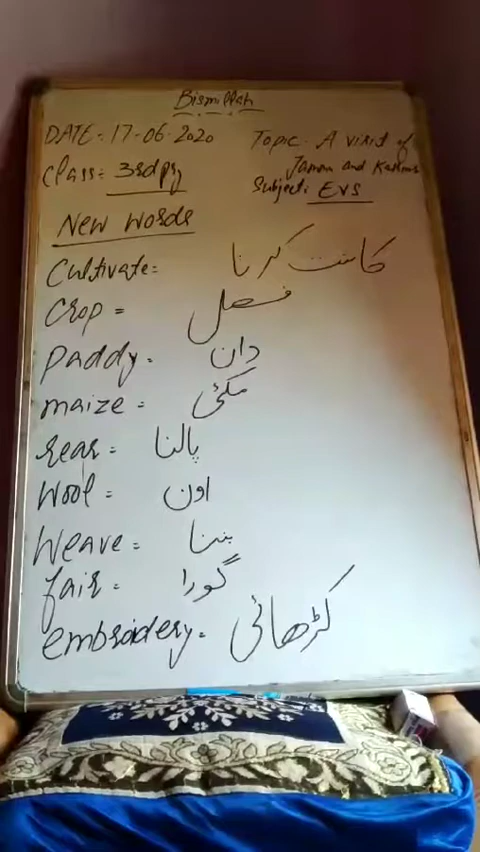 Bismillah
DATE: 17-06-2020
Topic: A visit of
Jammu and Kashmir
Class: 3rd pry
Subject: EVS
New words
Cultivate = کاشت کرنا
Crop = فصل
Paddy = دان
maize = مکئی
rear = پالنا
Wool = اون
Weave = بننا
fair = گورا
embroidery = کڑھائی